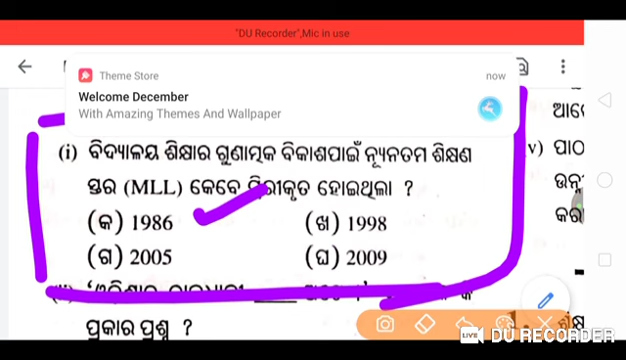 "DU Recorder",Mic in use
Theme Store
now
Welcome December
With Amazing Themes And Wallpaper
(i) ବିଦ୍ୟାଳୟ ଶିକ୍ଷାର ଗୁଣାତ୍ମକ ବିକାଶପାଇଁ ନ୍ୟୂନତମ ଶିକ୍ଷଣ
ସ୍ତର (MLL) କେବେ ସ୍ଥିରୀକୃତ ହୋଇଥିଲା ?
(କ) 1986 (ଖ) 1998
(ଗ) 2005 (ଘ) 2009
ପ୍ରକାର ପ୍ରଶ୍ନ ?
v) ପାଠ
LIVE DU RECORDER